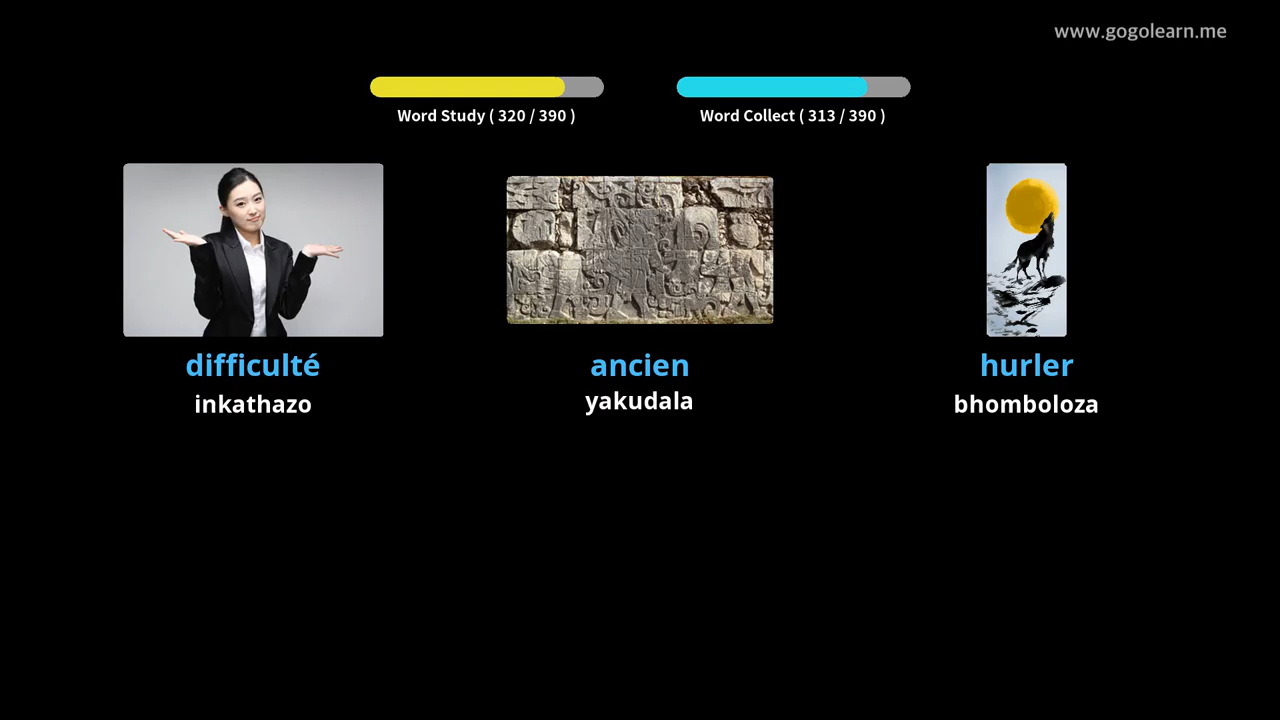 www.gogolearn.me
Word Study ( 320 / 390 )
Word Collect ( 313 / 390 )
difficulté
inkathazo
ancien
yakudala
hurler
bhomboloza